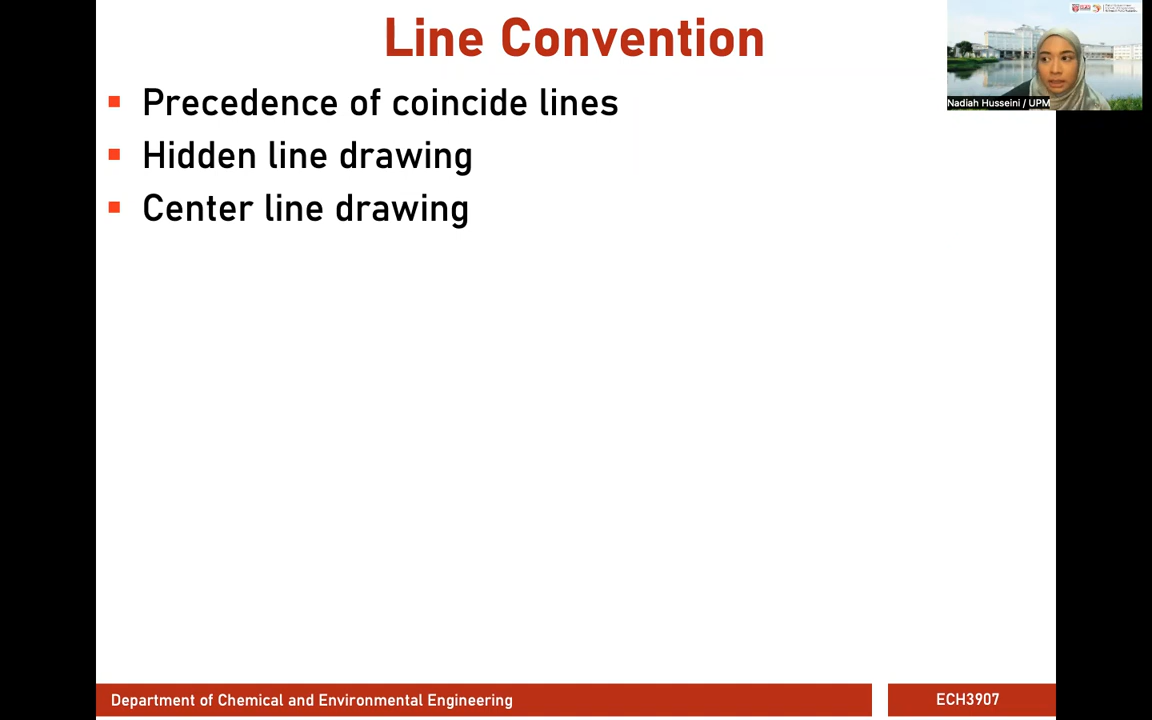 Line Convention
Precedence of coincide lines
Hidden line drawing
Center line drawing
Nadiah Husseini / UPM
Department of Chemical and Environmental Engineering
ECH3907